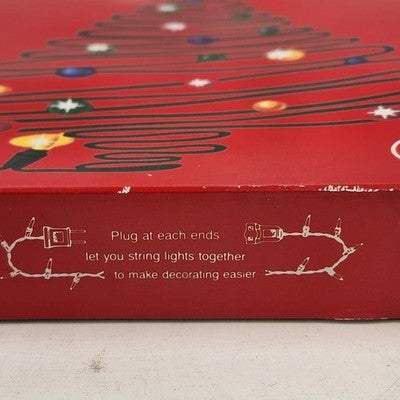 Plug at each ends
let you string lights together
to make decorating easier